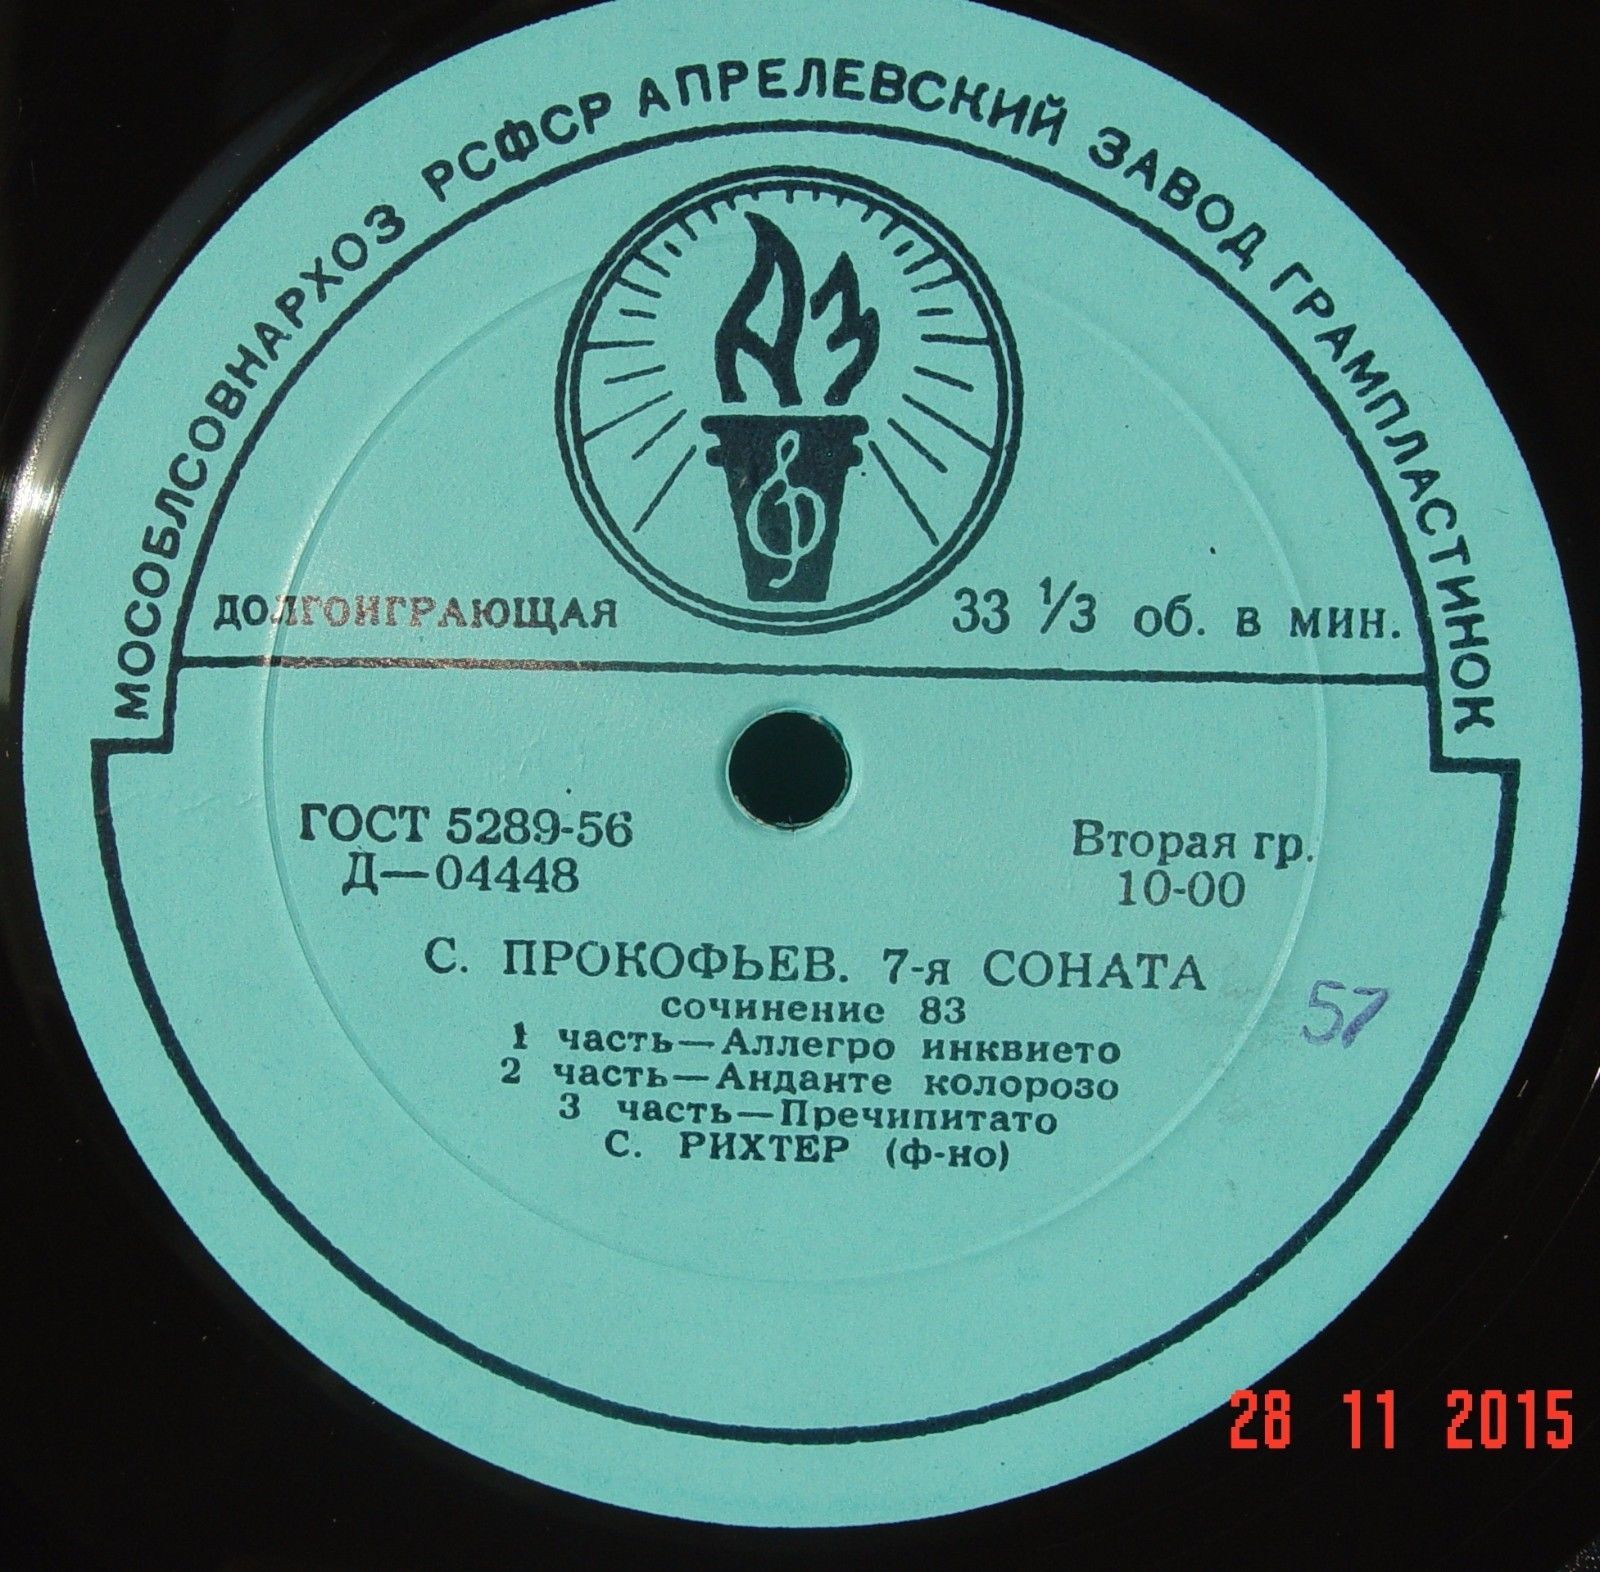 МОСОБЛСОВНАРХОЗ РСФСР АПРЕЛЕВСКИЙ ЗАВОД ГРАМПЛАСТИНОК
АЗ
ДОЛГОИГРАЮЩАЯ 33 1/3 об. в мин.
ГОСТ 5289-56 Вторая гр.
Д—04448 10-00
С. ПРОКОФЬЕВ. 7-я СОНАТА
сочинение 83
1 часть—Аллегро инквието
2 часть—Анданте колорозо
3 часть—Пречипитато
С. РИХТЕР (ф-но)
57
28 11 2015